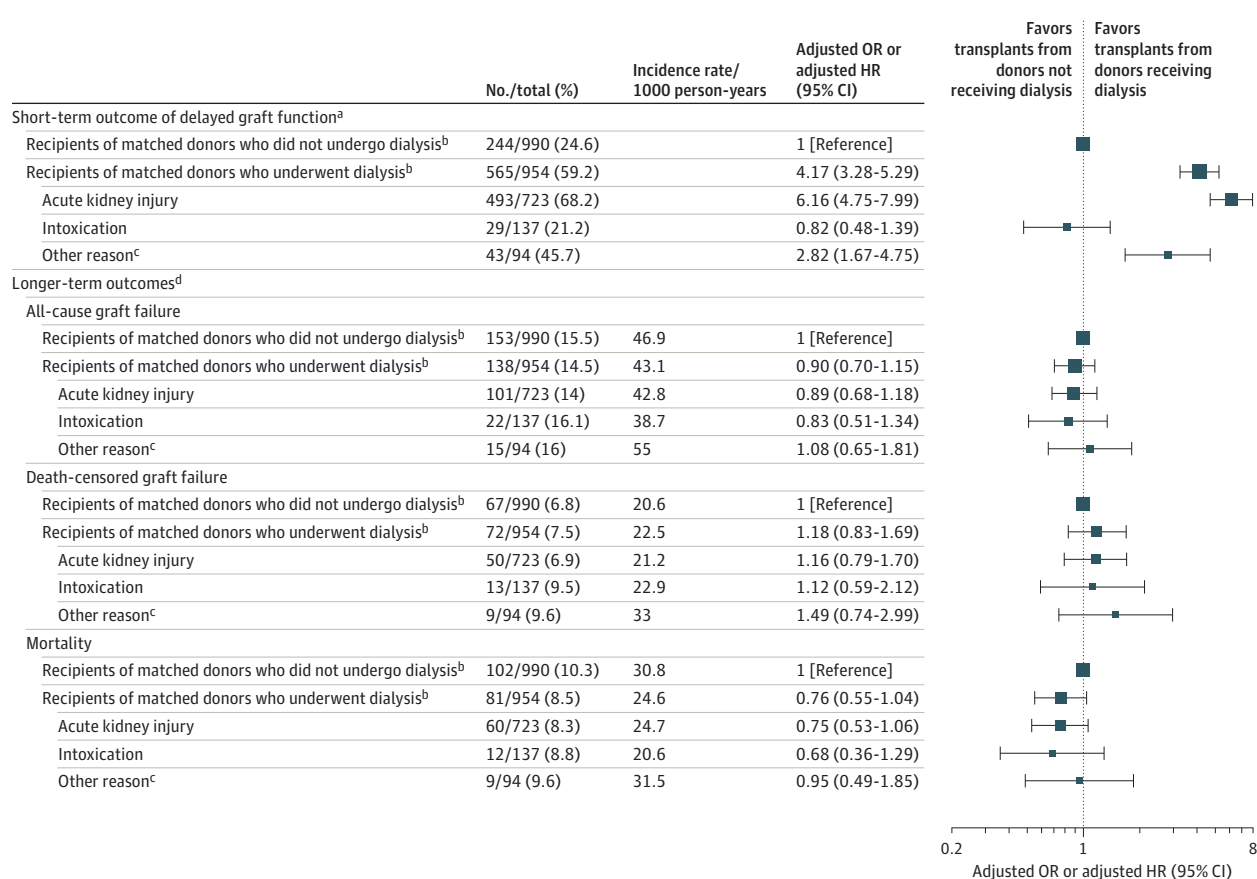 Favors transplants from donors not receiving dialysis
Favors transplants from donors receiving dialysis
No./total (%) Incidence rate/ 1000 person-years Adjusted OR or adjusted HR (95% CI)
Short-term outcome of delayed graft functionᵃ
Recipients of matched donors who did not undergo dialysisᵇ 244/990 (24.6) 1 [Reference]
Recipients of matched donors who underwent dialysisᵇ 565/954 (59.2) 4.17 (3.28-5.29)
Acute kidney injury 493/723 (68.2) 6.16 (4.75-7.99)
Intoxication 29/137 (21.2) 0.82 (0.48-1.39)
Other reasonᶜ 43/94 (45.7) 2.82 (1.67-4.75)
Longer-term outcomesᵈ
All-cause graft failure
Recipients of matched donors who did not undergo dialysisᵇ 153/990 (15.5) 46.9 1 [Reference]
Recipients of matched donors who underwent dialysisᵇ 138/954 (14.5) 43.1 0.90 (0.70-1.15)
Acute kidney injury 101/723 (14) 42.8 0.89 (0.68-1.18)
Intoxication 22/137 (16.1) 38.7 0.83 (0.51-1.34)
Other reasonᶜ 15/94 (16) 55 1.08 (0.65-1.81)
Death-censored graft failure
Recipients of matched donors who did not undergo dialysisᵇ 67/990 (6.8) 20.6 1 [Reference]
Recipients of matched donors who underwent dialysisᵇ 72/954 (7.5) 22.5 1.18 (0.83-1.69)
Acute kidney injury 50/723 (6.9) 21.2 1.16 (0.79-1.70)
Intoxication 13/137 (9.5) 22.9 1.12 (0.59-2.12)
Other reasonᶜ 9/94 (9.6) 33 1.49 (0.74-2.99)
Mortality
Recipients of matched donors who did not undergo dialysisᵇ 102/990 (10.3) 30.8 1 [Reference]
Recipients of matched donors who underwent dialysisᵇ 81/954 (8.5) 24.6 0.76 (0.55-1.04)
Acute kidney injury 60/723 (8.3) 24.7 0.75 (0.53-1.06)
Intoxication 12/137 (8.8) 20.6 0.68 (0.36-1.29)
Other reasonᶜ 9/94 (9.6) 31.5 0.95 (0.49-1.85)
0.2 1 8
Adjusted OR or adjusted HR (95% CI)